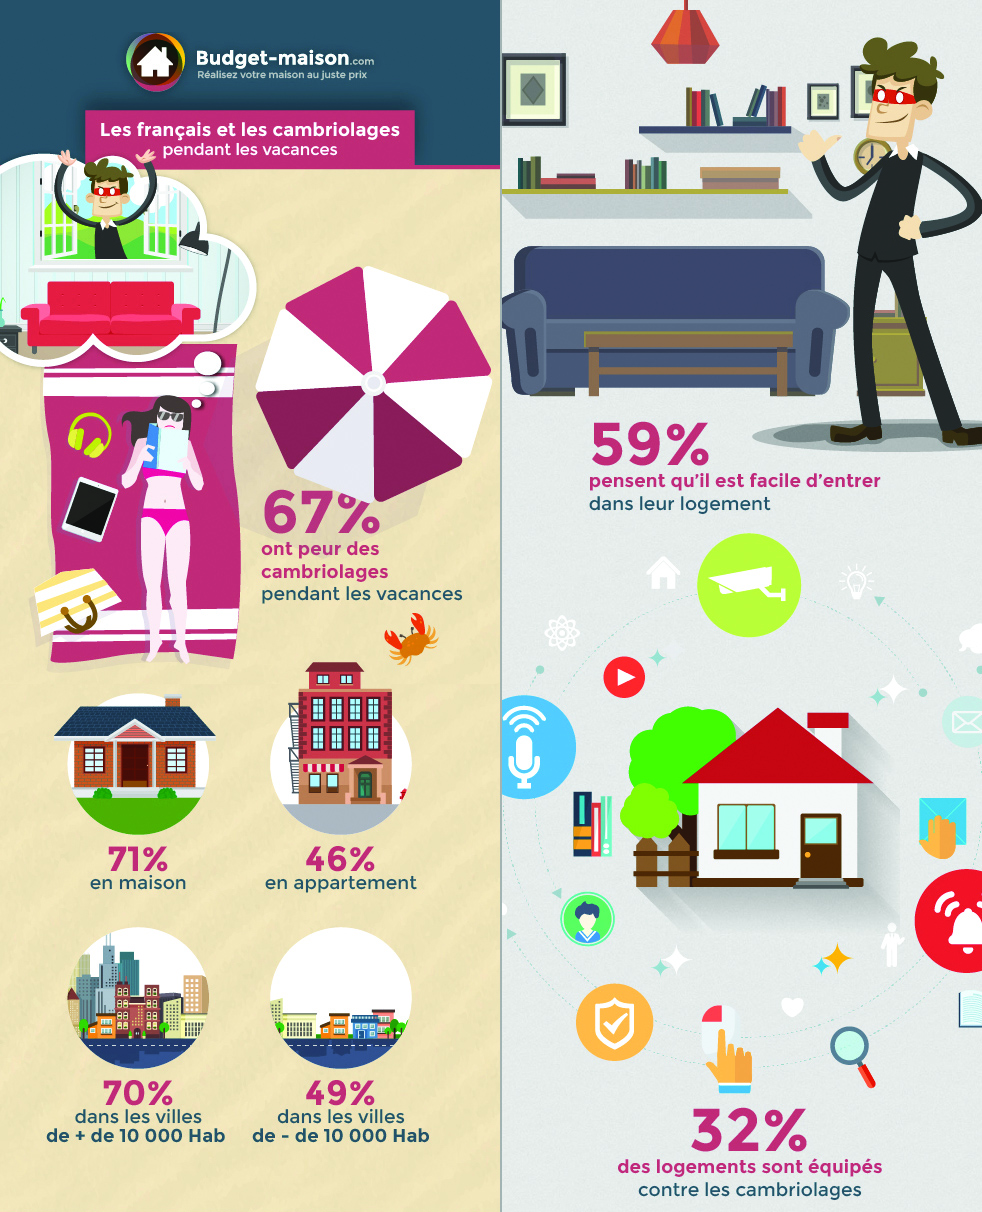 Budget-maison.com
Réalisez votre maison au juste prix
Les français et les cambriolages
pendant les vacances
67%
ont peur des
cambriolages
pendant les vacances
71%
en maison
46%
en appartement
70%
dans les villes
de + de 10 000 Hab
49%
dans les villes
de - de 10 000 Hab
59%
pensent qu'il est facile d'entrer
dans leur logement
32%
des logements sont équipés
contre les cambriolages